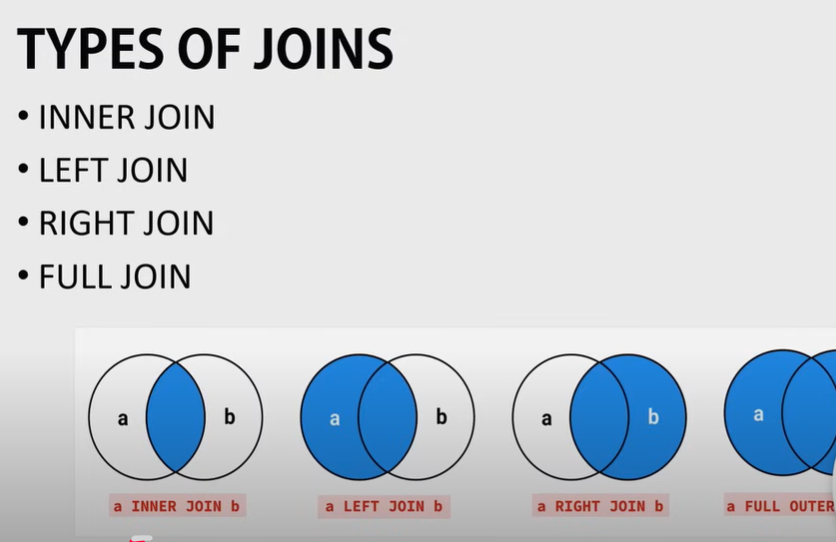 TYPES OF JOINS
• INNER JOIN
• LEFT JOIN
• RIGHT JOIN
• FULL JOIN
a b
a b
a b
a
a INNER JOIN b
a LEFT JOIN b
a RIGHT JOIN b
a FULL OUTER